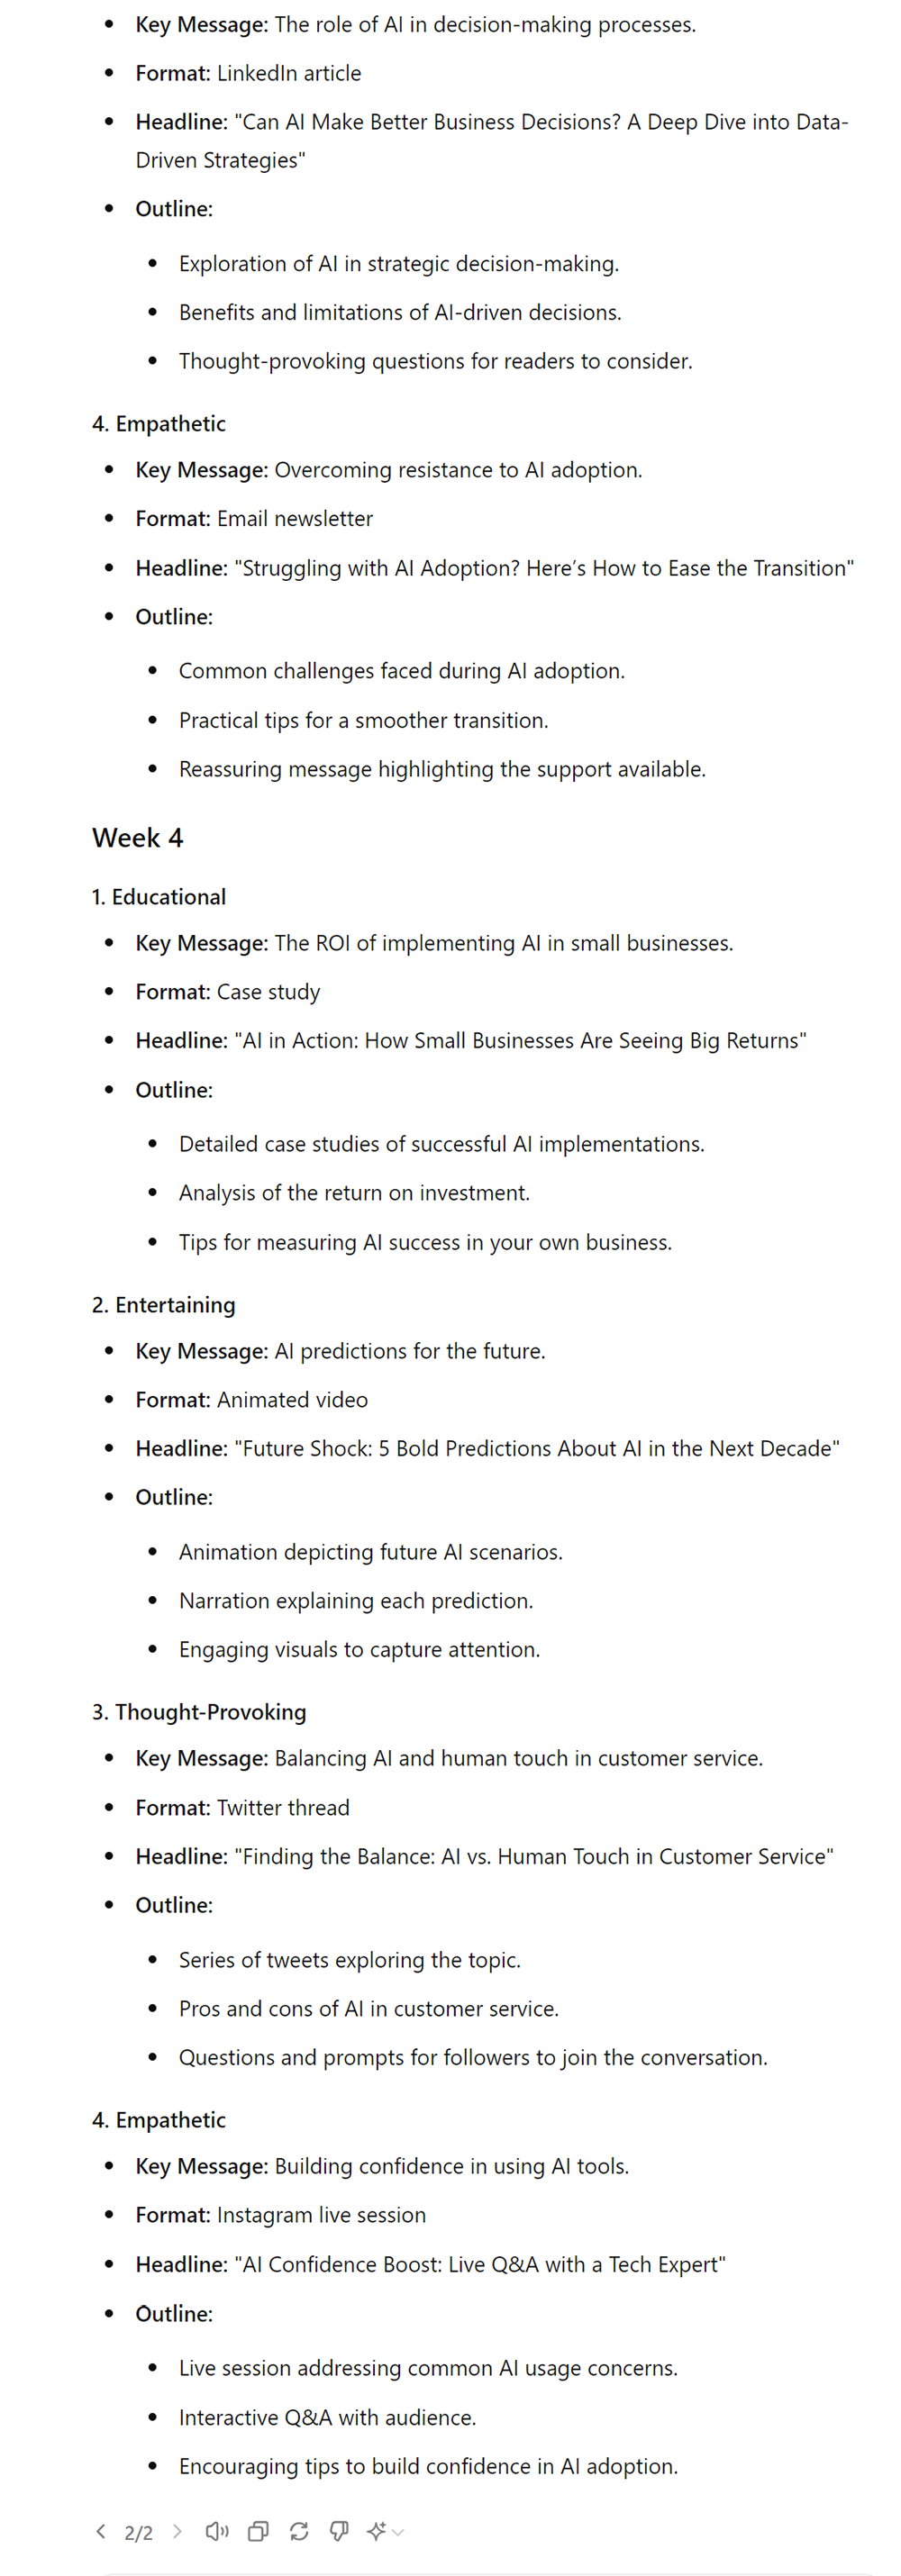 Key Message: The role of AI in decision-making processes.
Format: LinkedIn article
Headline: "Can AI Make Better Business Decisions? A Deep Dive into Data-
Driven Strategies"
Outline:
Exploration of AI in strategic decision-making.
Benefits and limitations of AI-driven decisions.
Thought-provoking questions for readers to consider.
4. Empathetic
Key Message: Overcoming resistance to AI adoption.
Format: Email newsletter
Headline: "Struggling with AI Adoption? Here’s How to Ease the Transition"
Outline:
Common challenges faced during AI adoption.
Practical tips for a smoother transition.
Reassuring message highlighting the support available.
Week 4
1. Educational
Key Message: The ROI of implementing AI in small businesses.
Format: Case study
Headline: "AI in Action: How Small Businesses Are Seeing Big Returns"
Outline:
Detailed case studies of successful AI implementations.
Analysis of the return on investment.
Tips for measuring AI success in your own business.
2. Entertaining
Key Message: AI predictions for the future.
Format: Animated video
Headline: "Future Shock: 5 Bold Predictions About AI in the Next Decade"
Outline:
Animation depicting future AI scenarios.
Narration explaining each prediction.
Engaging visuals to capture attention.
3. Thought-Provoking
Key Message: Balancing AI and human touch in customer service.
Format: Twitter thread
Headline: "Finding the Balance: AI vs. Human Touch in Customer Service"
Outline:
Series of tweets exploring the topic.
Pros and cons of AI in customer service.
Questions and prompts for followers to join the conversation.
4. Empathetic
Key Message: Building confidence in using AI tools.
Format: Instagram live session
Headline: "AI Confidence Boost: Live Q&A with a Tech Expert"
Outline:
Live session addressing common AI usage concerns.
Interactive Q&A with audience.
Encouraging tips to build confidence in AI adoption.
2/2